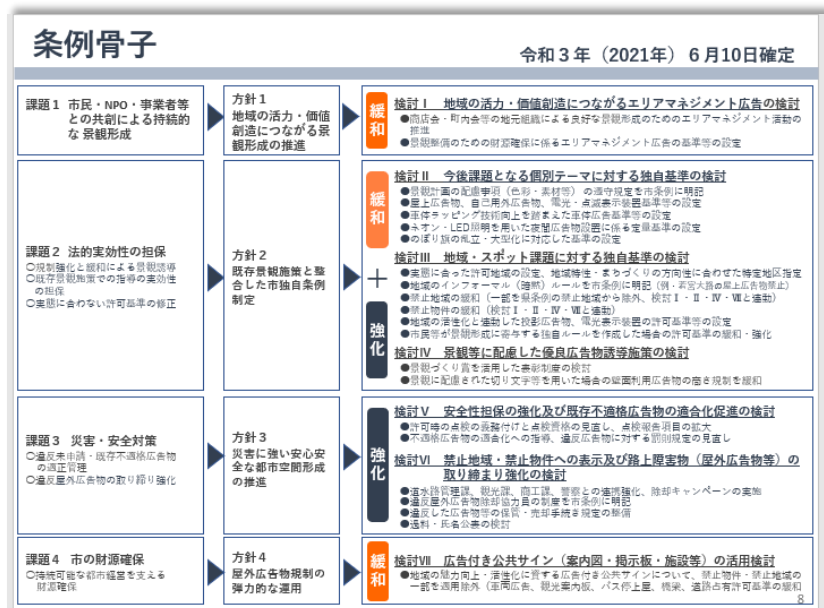 条例骨子
令和３年（2021年）６月10日確定
課題１ 市民・NPO・事業者等
との共創による持続的
な 景観形成
方針１
地域の活力・価値
創造につながる景
観形成の推進
緩和
検討Ⅰ 地域の活力・価値創造につながるエリアマネジメント広告の検討
●商店会・町内会等の地元組織による良好な景観形成のためのエリアマネジメント活動の
推進
●景観整備のための財源確保に係るエリアマネジメント広告の基準等の設定
課題２ 法的実効性の担保
〇規制強化と緩和による景観誘導
〇既存景観施策での指導の実効性
の担保
〇実態に合わない許可基準の修正
方針２
既存景観施策と整
合した市独自条例
制定
緩和
＋
強化
検討Ⅱ 今後課題となる個別テーマに対する独自基準の検討
●景観計画の配慮事項（色彩・素材等）の遵守規定を市条例に明記
●屋上広告物、自己用外広告物、電光・点滅表示装置基準等の設定
●車体ラッピング技術向上を踏まえた車体広告基準等の設定
●ネオン・LED照明を用いた夜間広告物設置に係る定量基準の設定
●のぼり旗の乱立・大型化に対応した基準の設定
検討Ⅲ 地域・スポット課題に対する独自基準の検討
●実態に合った許可地域の設定、地域特性・まちづくりの方向性に合わせた特定地区指定
●地域のインフォーマル（暗黙）ルールを市条例に明記（例・若宮大路の屋上広告物禁止）
●禁止地域の緩和（一部を県条例の禁止地域から除外、検討Ⅰ・Ⅱ・Ⅳ・Ⅶと連動）
●禁止物件の緩和（検討Ⅰ・Ⅱ・Ⅳ・Ⅶと連動）
●地域の活性化と連動した投影広告物、電光表示装置の許可基準等の設定
●市民等が景観形成に寄与する独自ルールを作成した場合の許可基準の緩和・強化
検討Ⅳ 景観等に配慮した優良広告物誘導施策の検討
●景観づくり賞を活用した表彰制度の検討
●景観に配慮された切り文字等を用いた場合の壁面利用広告物の高さ規制を緩和
課題３ 災害・安全対策
〇違反未申請・既存不適格広告物
の適正管理
〇違反屋外広告物の取り締り強化
方針３
災害に強い安心安
全な都市空間形成
の推進
強化
検討Ⅴ 安全性担保の強化及び既存不適格広告物の適合化促進の検討
●許可時の点検の義務付けと点検資格の見直し、点検報告項目の拡大
●不適格広告物の適合化への指導、違反広告物に対する罰則規定の見直し
検討Ⅵ 禁止地域・禁止物件への表示及び路上障害物（屋外広告物等）の
取り締まり強化の検討
●道水路管理課、観光課、商工課、警察との連携強化、除却キャンペーンの実施
●違反屋外広告物除却協力員の制度を市条例に明記
●違反した広告物等の保管・売却手続き規定の整備
●過料・氏名公表の検討
課題４ 市の財源確保
〇持続可能な都市経営を支える
財源確保
方針４
屋外広告物規制の
弾力的な運用
緩和
検討Ⅶ 広告付き公共サイン（案内図・掲示板・施設等）の活用検討
●地域の魅力向上・活性化に資する広告付き公共サインについて、禁止物件・禁止地域の
一部を適用除外（車両広告、観光案内板、バス停上屋、橋梁、道路占有許可基準の緩和
8